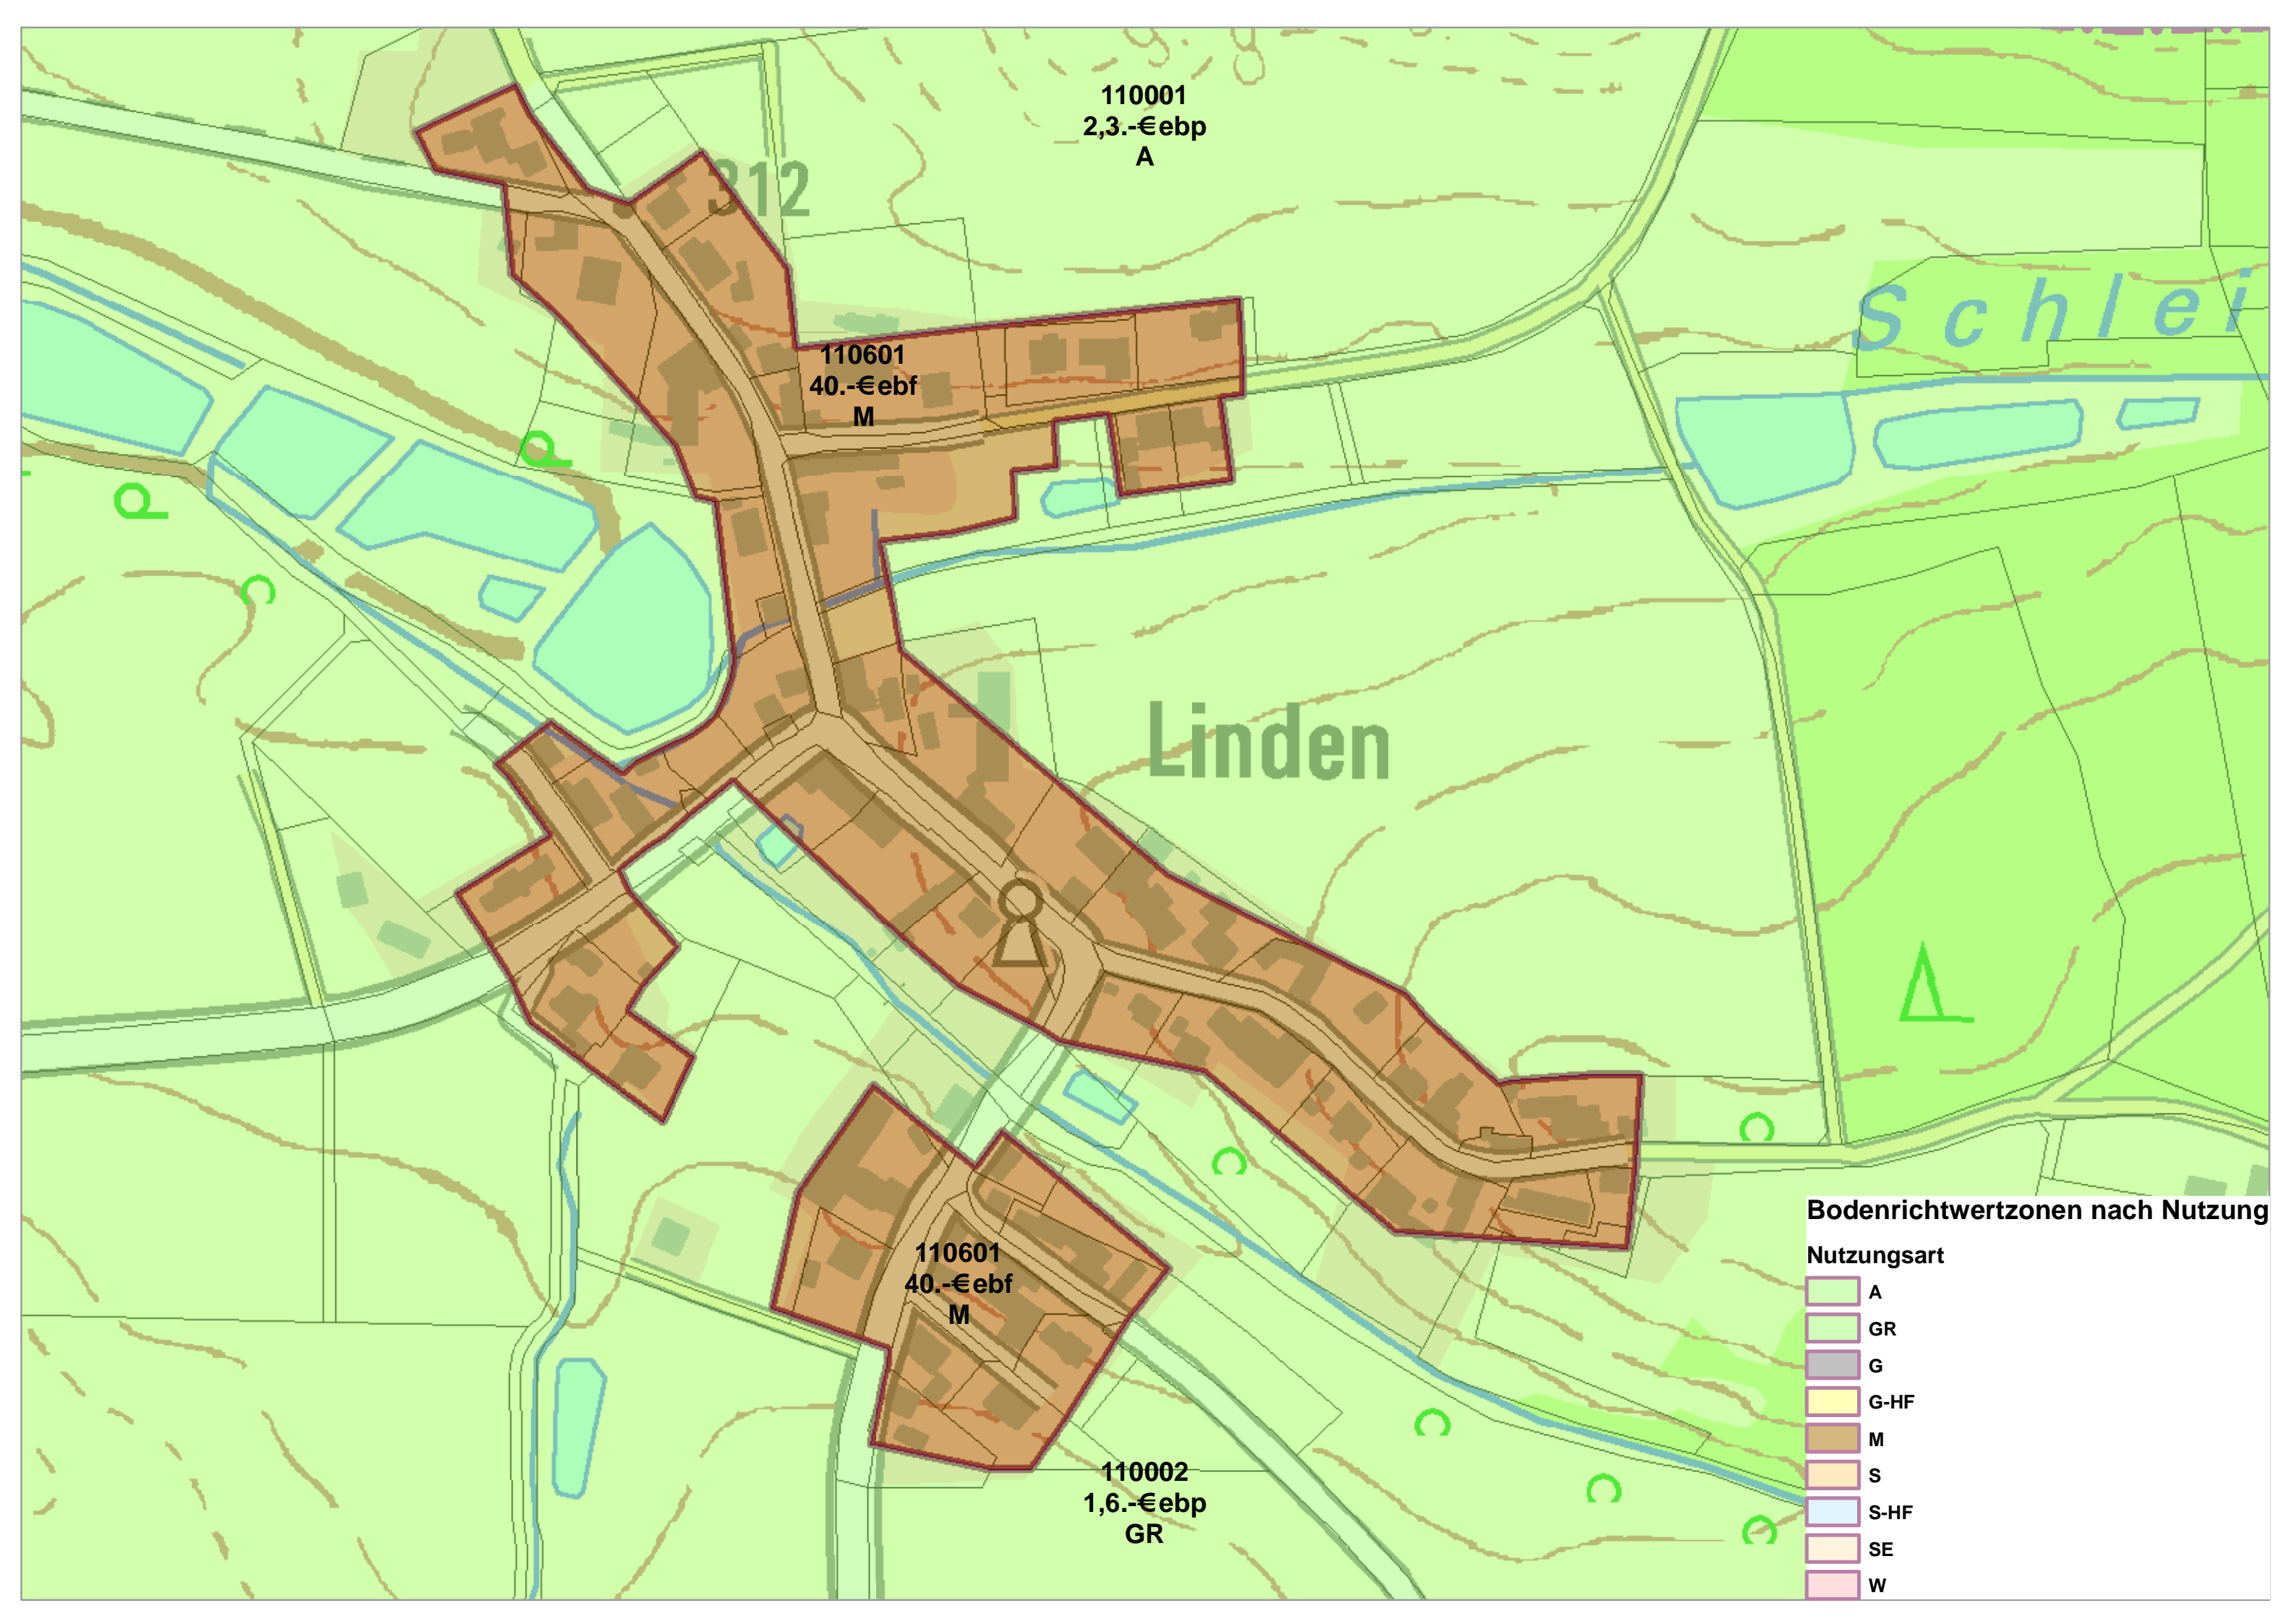 110001
2,3.-€ebp
A
312
Schlei
110601
40.-€ebf
M
Linden
110601
40.-€ebf
M
110002
1,6.-€ebp
GR
Bodenrichtwertzonen nach Nutzung
Nutzungsart
A
GR
G
G-HF
M
S
S-HF
SE
W